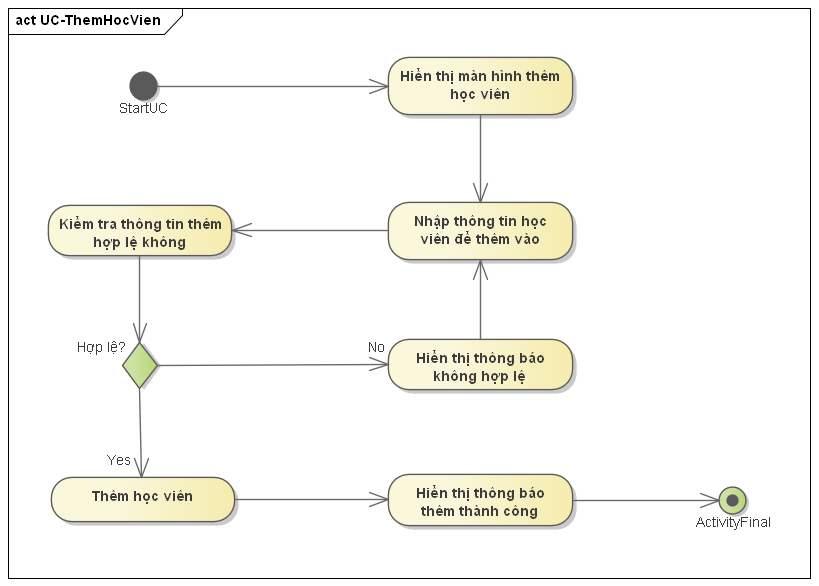 act UC-ThemHocVien
StartUC
Hiển thị màn hình thêm
học viên
Kiểm tra thông tin thêm
hợp lệ không
Nhập thông tin học
viên để thêm vào
Hợp lệ?
No
Hiển thị thông báo
không hợp lệ
Yes
Thêm học viên
Hiển thị thông báo
thêm thành công
ActivityFinal